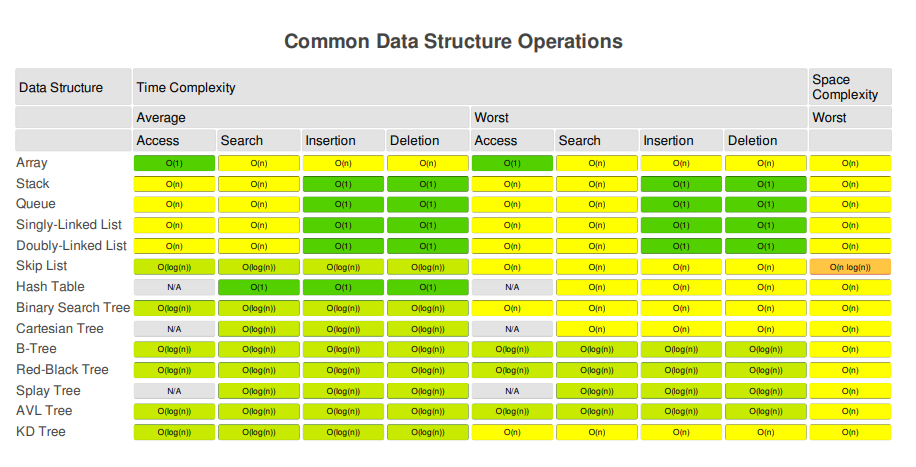 Common Data Structure Operations
Data Structure Time Complexity Space Complexity
Average Worst Worst
Access Search Insertion Deletion Access Search Insertion Deletion
Array O(1) O(n) O(n) O(n) O(1) O(n) O(n) O(n) O(n)
Stack O(n) O(n) O(1) O(1) O(n) O(n) O(1) O(1) O(n)
Queue O(n) O(n) O(1) O(1) O(n) O(n) O(1) O(1) O(n)
Singly-Linked List O(n) O(n) O(1) O(1) O(n) O(n) O(1) O(1) O(n)
Doubly-Linked List O(n) O(n) O(1) O(1) O(n) O(n) O(1) O(1) O(n)
Skip List O(log(n)) O(log(n)) O(log(n)) O(log(n)) O(n) O(n) O(n) O(n) O(n log(n))
Hash Table N/A O(1) O(1) O(1) N/A O(n) O(n) O(n) O(n)
Binary Search Tree O(log(n)) O(log(n)) O(log(n)) O(log(n)) O(n) O(n) O(n) O(n) O(n)
Cartesian Tree N/A O(log(n)) O(log(n)) O(log(n)) N/A O(n) O(n) O(n) O(n)
B-Tree O(log(n)) O(log(n)) O(log(n)) O(log(n)) O(log(n)) O(log(n)) O(log(n)) O(log(n)) O(n)
Red-Black Tree O(log(n)) O(log(n)) O(log(n)) O(log(n)) O(log(n)) O(log(n)) O(log(n)) O(log(n)) O(n)
Splay Tree N/A O(log(n)) O(log(n)) O(log(n)) N/A O(log(n)) O(log(n)) O(log(n)) O(n)
AVL Tree O(log(n)) O(log(n)) O(log(n)) O(log(n)) O(log(n)) O(log(n)) O(log(n)) O(log(n)) O(n)
KD Tree O(log(n)) O(log(n)) O(log(n)) O(log(n)) O(n) O(n) O(n) O(n) O(n)